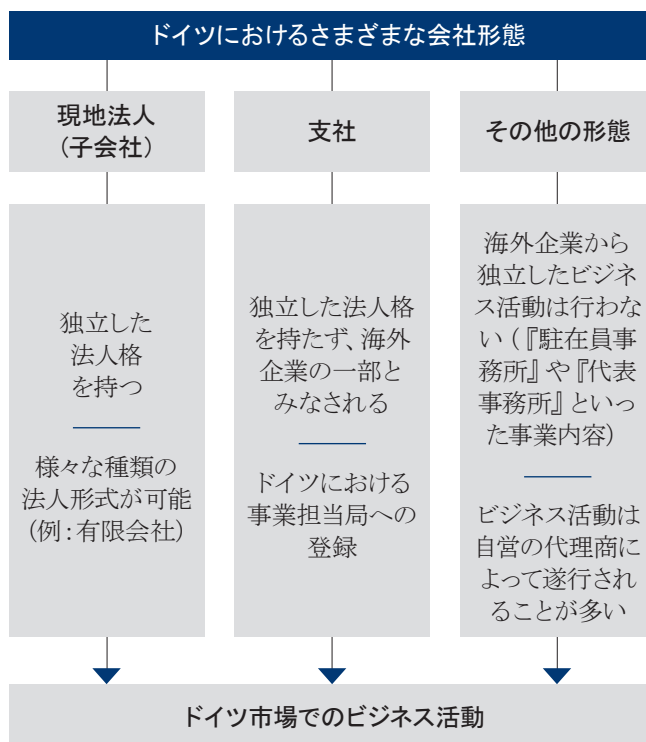 ドイツにおけるさまざまな会社形態
現地法人
(子会社)
独立した
法人格
を持つ
様々な種類の
法人形式が可能
(例:有限会社)
支社
独立した法人格
を持たず、海外
企業の一部と
みなされる
ドイツにおける
事業担当局への
登録
その他の形態
海外企業から
独立したビジネ
ス活動は行わな
い(『駐在員事
務所』や『代表
事務所』といっ
た事業内容)
ビジネス活動は
自営の代理商に
よって遂行され
ることが多い
ドイツ市場でのビジネス活動